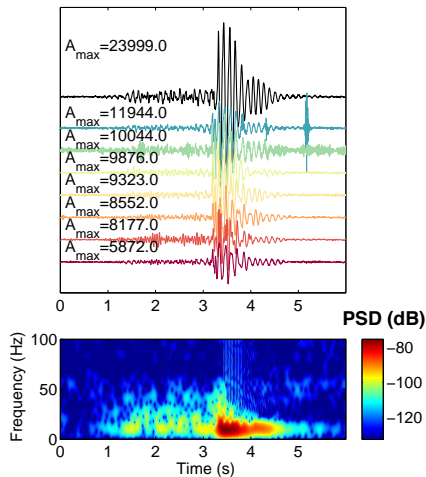 A_max=23999.0
A_max=11944.0
A_max=10044.0
A_max=9876.0
A_max=9323.0
A_max=8552.0
A_max=8177.0
A_max=5872.0
0 1 2 3 4 5
PSD (dB)
100
50
0
Frequency (Hz)
0 1 2 3 4 5
Time (s)
−80
−100
−120